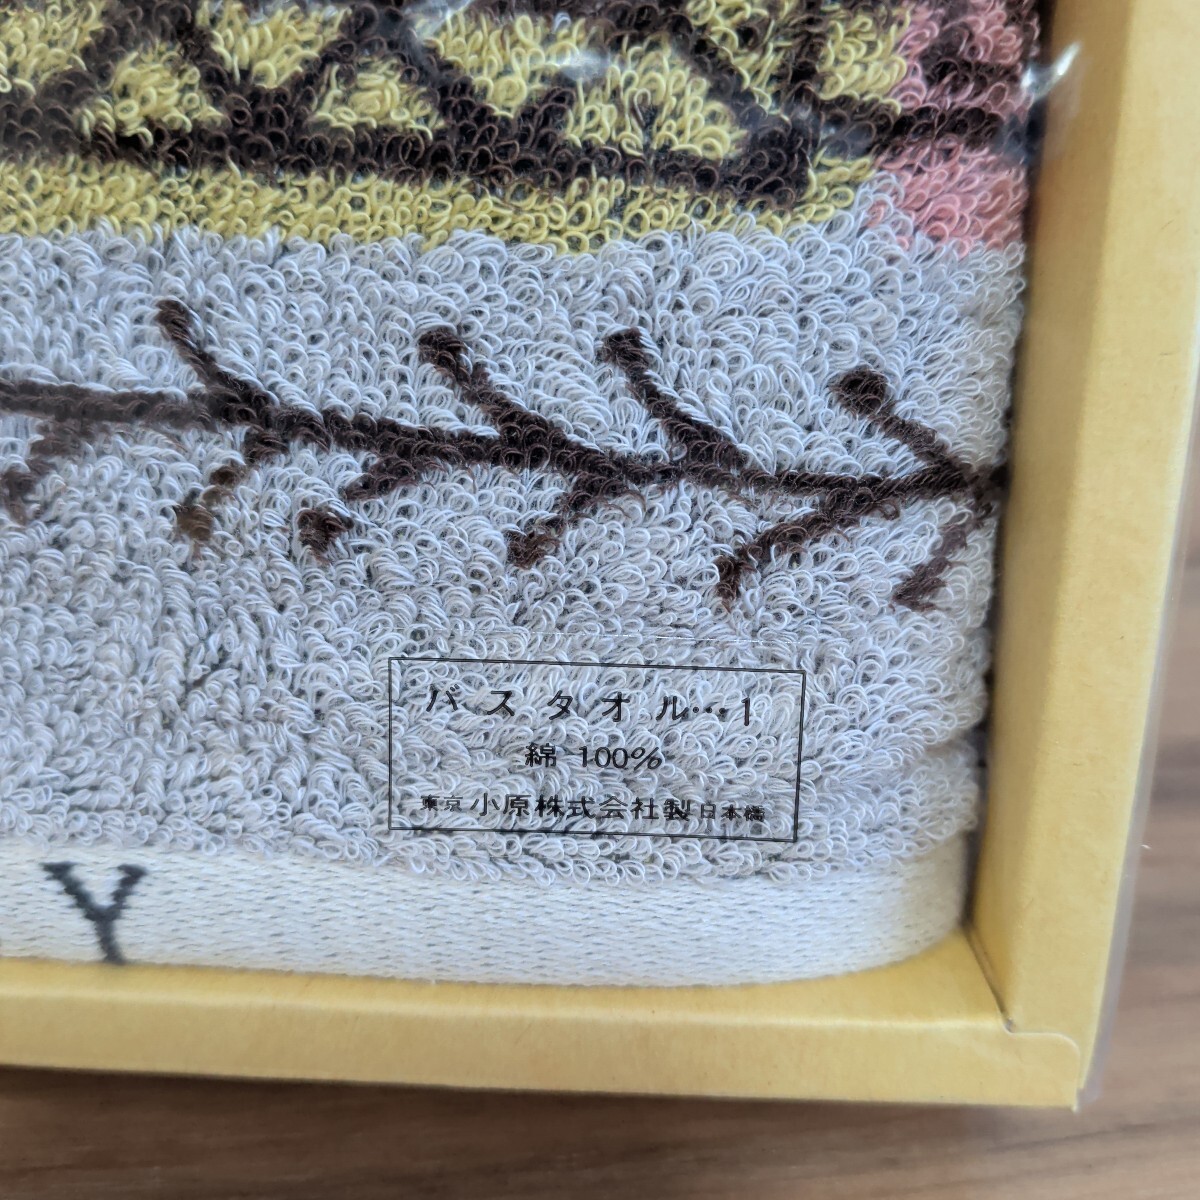 バスタオル…1
綿 100%
東京 小原株式会社製 日本橋
Y